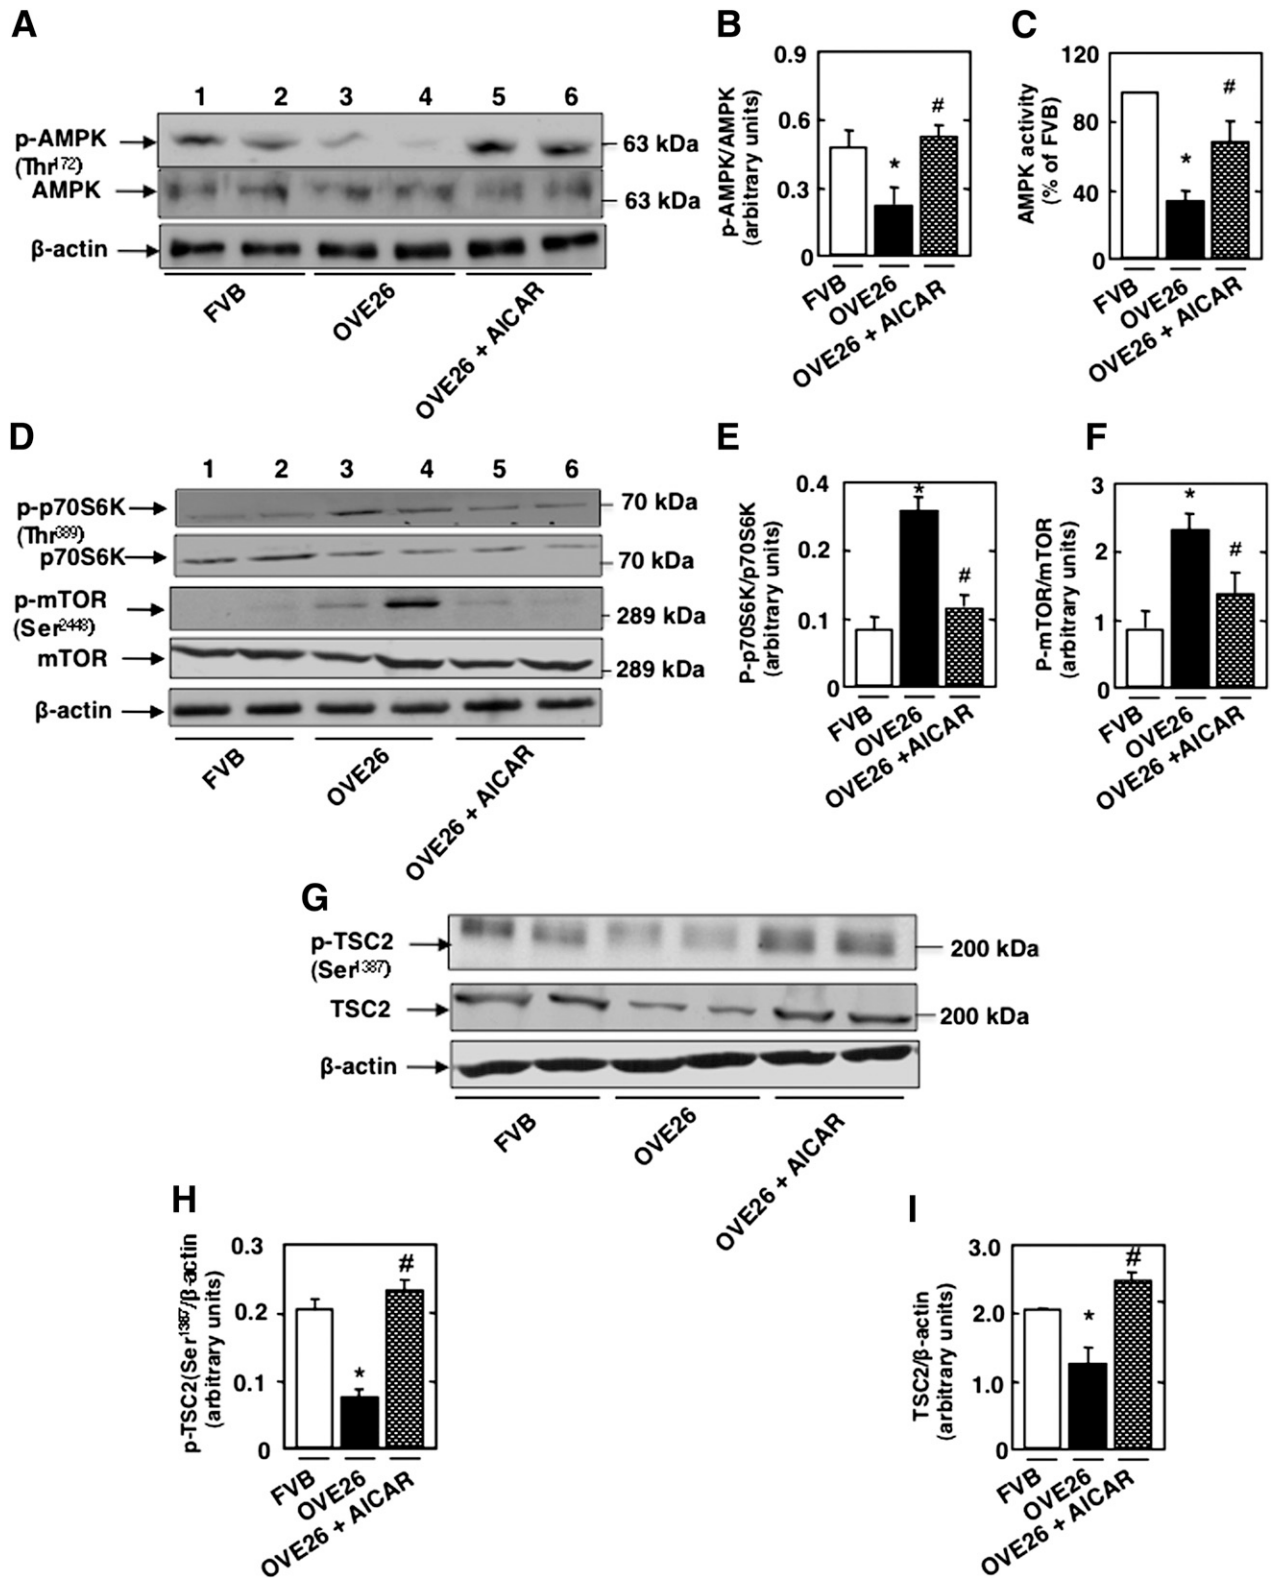 A
1 2 3 4 5 6
p-AMPK
(Thr172)
63 kDa
AMPK
63 kDa
β-actin
FVB
OVE26
OVE26 + AICAR
B
p-AMPK/AMPK
(arbitrary units)
0.9
0.6
0.3
0
*
#
FVB
OVE26
OVE26 + AICAR
C
AMPK activity
(% of FVB)
120
80
40
0
*
#
FVB
OVE26
OVE26 + AICAR
D
1 2 3 4 5 6
p-p70S6K
(Thr389)
70 kDa
p70S6K
70 kDa
p-mTOR
(Ser2448)
289 kDa
mTOR
289 kDa
β-actin
FVB
OVE26
OVE26 + AICAR
E
P-p70S6K/p70S6K
(arbitrary units)
0.4
0.2
0.1
0
*
#
FVB
OVE26
OVE26 +AICAR
F
P-mTOR/mTOR
(arbitrary units)
3
2
1
0
*
#
FVB
OVE26
OVE26 +AICAR
G
p-TSC2
(Ser1387)
200 kDa
TSC2
200 kDa
β-actin
FVB
OVE26
OVE26 + AICAR
H
p-TSC2(Ser1387/β-actin
(arbitrary units)
0.3
0.2
0.1
0
*
#
FVB
OVE26
OVE26 + AICAR
I
TSC2/β-actin
(arbitrary units)
3.0
2.0
1.0
0
*
#
FVB
OVE26
OVE26 + AICAR